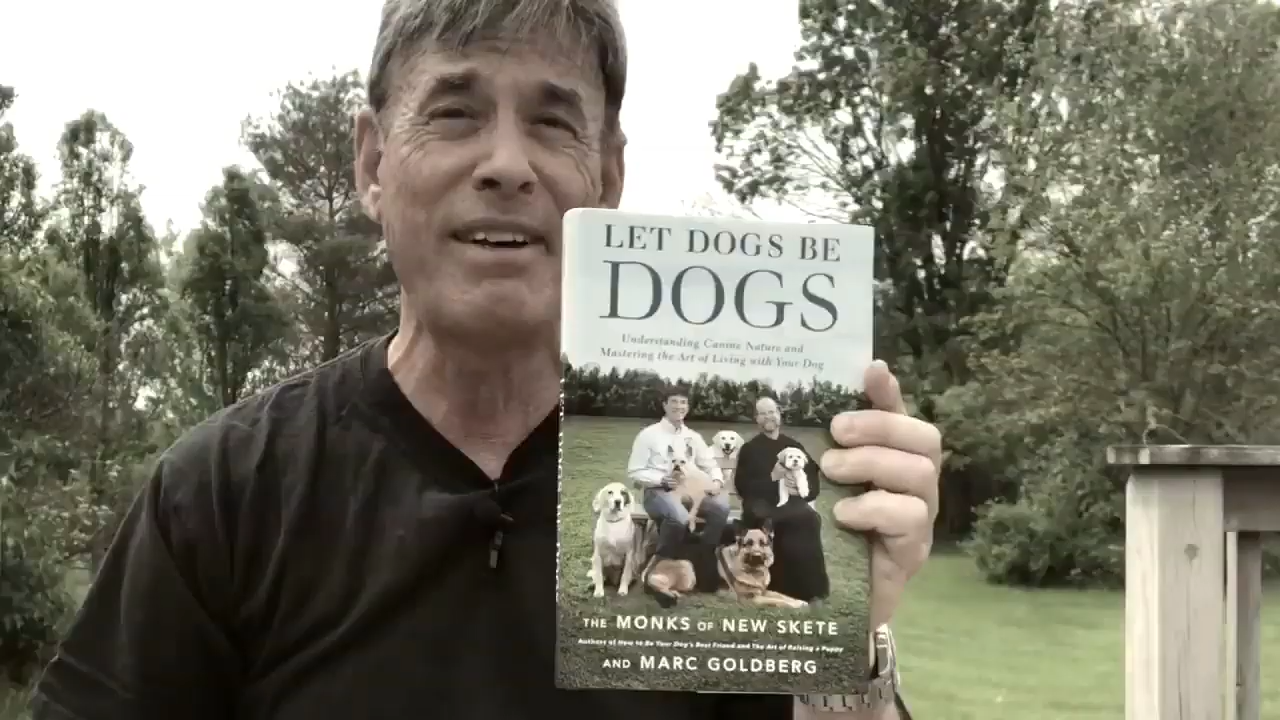 LET DOGS BE
DOGS
Understanding Canine Nature and
Mastering the Art of Living with Your Dog
THE MONKS OF NEW SKETE
Authors of How to Be Your Dog's Best Friend and The Art of Raising a Puppy
AND MARC GOLDBERG